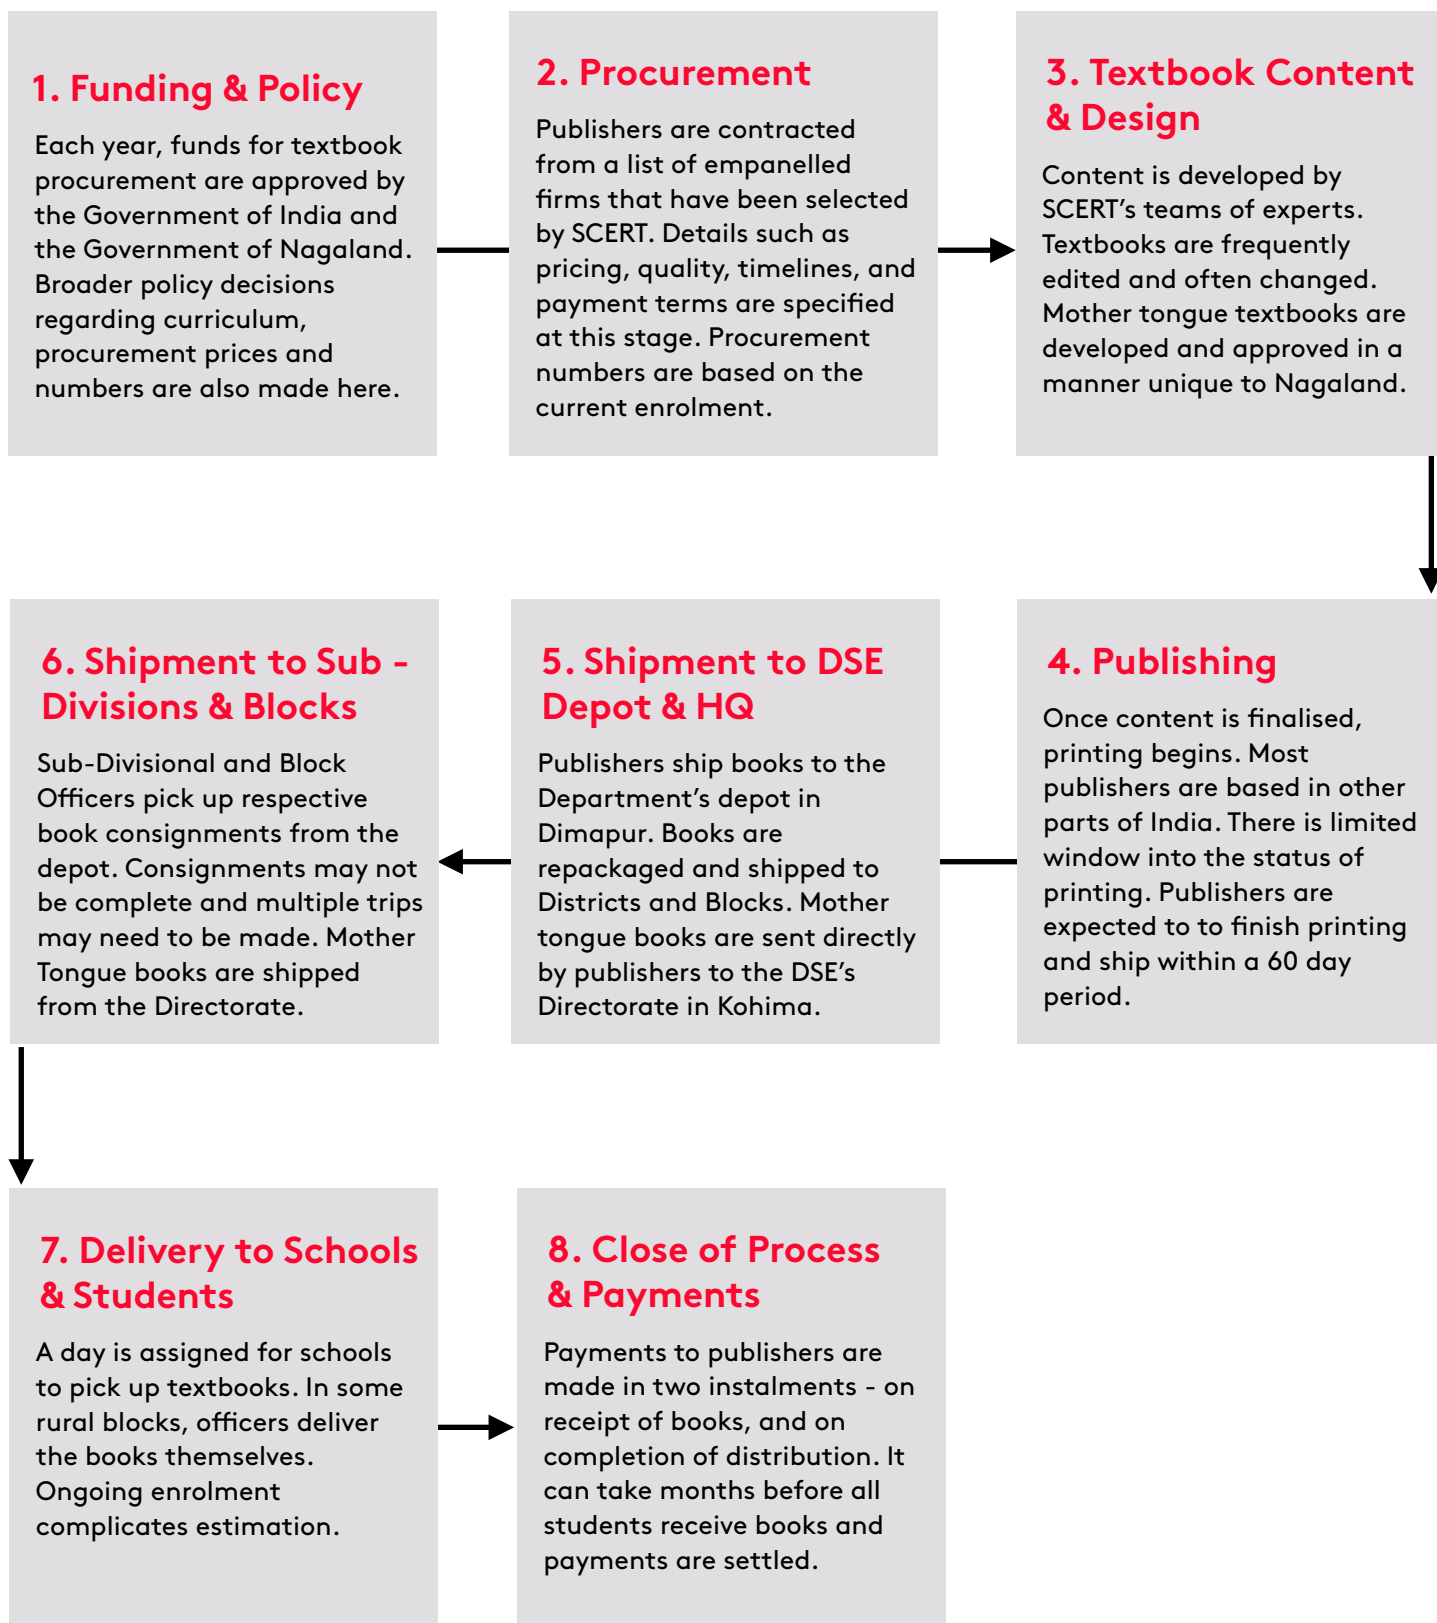 1. Funding & Policy
Each year, funds for textbook
procurement are approved by
the Government of India and
the Government of Nagaland.
Broader policy decisions
regarding curriculum,
procurement prices and
numbers are also made here.
2. Procurement
Publishers are contracted
from a list of empanelled
firms that have been selected
by SCERT. Details such as
pricing, quality, timelines, and
payment terms are specified
at this stage. Procurement
numbers are based on the
current enrolment.
3. Textbook Content
& Design
Content is developed by
SCERT's teams of experts.
Textbooks are frequently
edited and often changed.
Mother tongue textbooks are
developed and approved in a
manner unique to Nagaland.
4. Publishing
Once content is finalised,
printing begins. Most
publishers are based in other
parts of India. There is limited
window into the status of
printing. Publishers are
expected to to finish printing
and ship within a 60 day
period.
5. Shipment to DSE
Depot & HQ
Publishers ship books to the
Department's depot in
Dimapur. Books are
repackaged and shipped to
Districts and Blocks. Mother
tongue books are sent directly
by publishers to the DSE's
Directorate in Kohima.
6. Shipment to Sub -
Divisions & Blocks
Sub-Divisional and Block
Officers pick up respective
book consignments from the
depot. Consignments may not
be complete and multiple trips
may need to be made. Mother
Tongue books are shipped
from the Directorate.
7. Delivery to Schools
& Students
A day is assigned for schools
to pick up textbooks. In some
rural blocks, officers deliver
the books themselves.
Ongoing enrolment
complicates estimation.
8. Close of Process
& Payments
Payments to publishers are
made in two instalments - on
receipt of books, and on
completion of distribution. It
can take months before all
students receive books and
payments are settled.